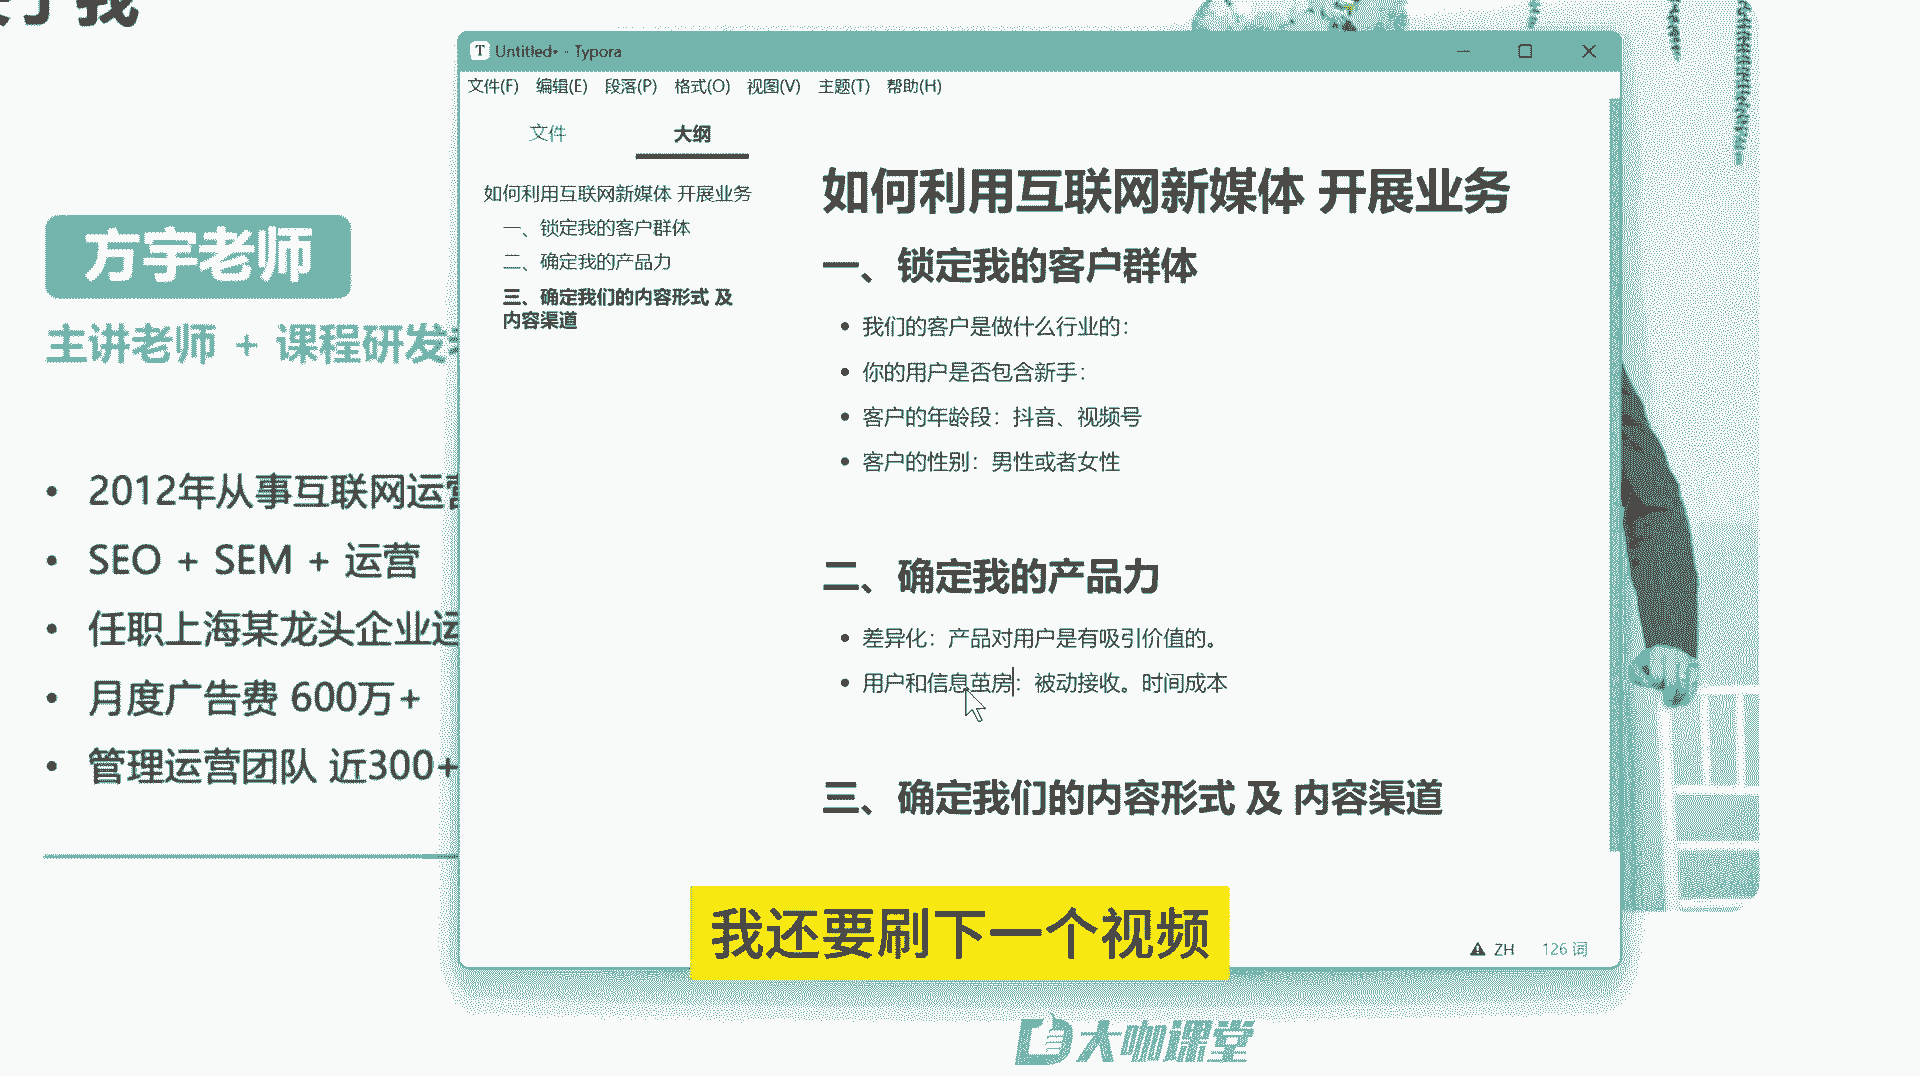 方宇老师
主讲老师 + 课程研发
2012年从事互联网运营
SEO + SEM + 运营
任职上海某龙头企业运
月度广告费 600万+
管理运营团队 近300+
Untitled• - Typora
文件(F) 编辑(E) 段落(P) 格式(O) 视图(V) 主题(T) 帮助(H)
文件 大纲
如何利用互联网新媒体 开展业务
一、锁定我的客户群体
二、确定我的产品力
三、确定我们的内容形式 及
内容渠道
如何利用互联网新媒体 开展业务
一、锁定我的客户群体
我们的客户是做什么行业的：
你的用户是否包含新手：
客户的年龄段：抖音、视频号
客户的性别：男性或者女性
二、确定我的产品力
差异化：产品对用户是有吸引价值的。
用户和信息茧房：被动接收。时间成本
三、确定我们的内容形式 及 内容渠道
ZH 126 词
我还要刷下一个视频
大咖课堂